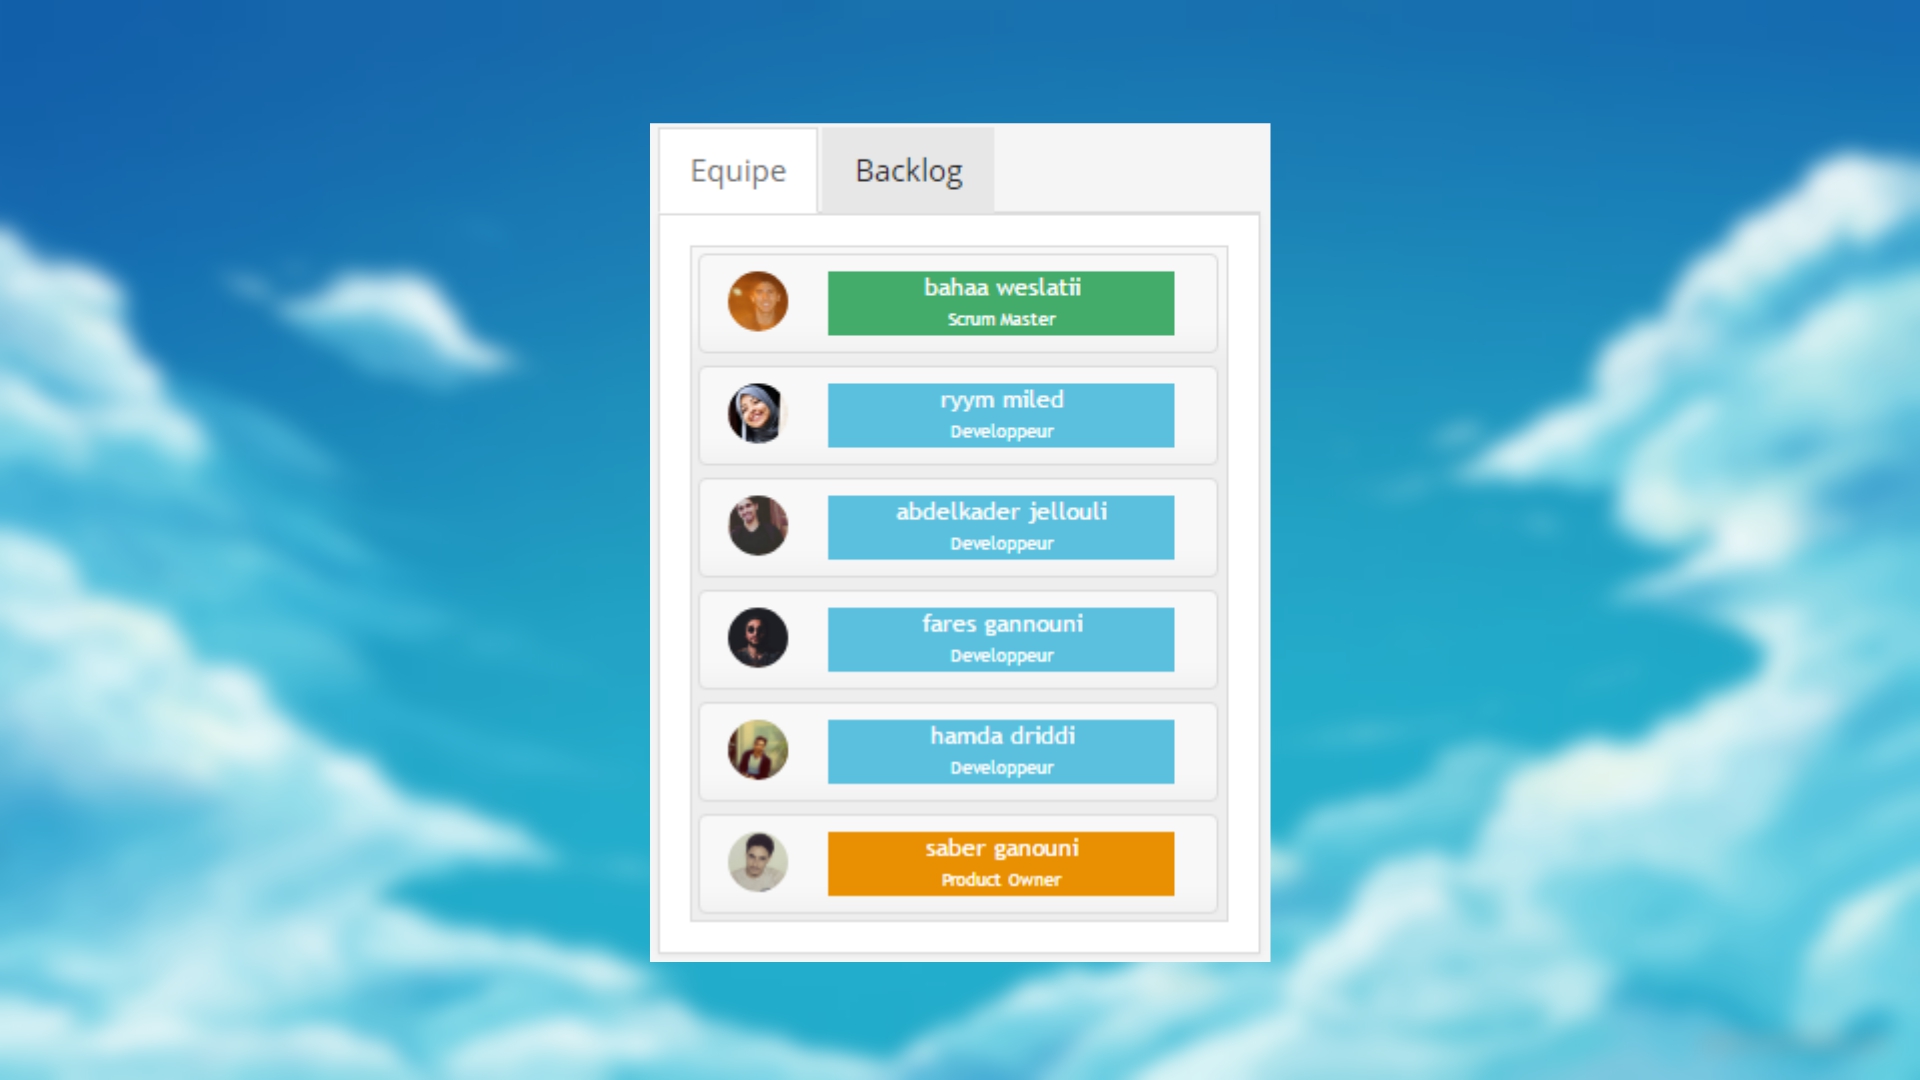 Equipe
Backlog
bahaa weslatii
Scrum Master
ryym miled
Developpeur
abdelkader jellouli
Developpeur
fares gannouni
Developpeur
hamda driddi
Developpeur
saber ganouni
Product Owner